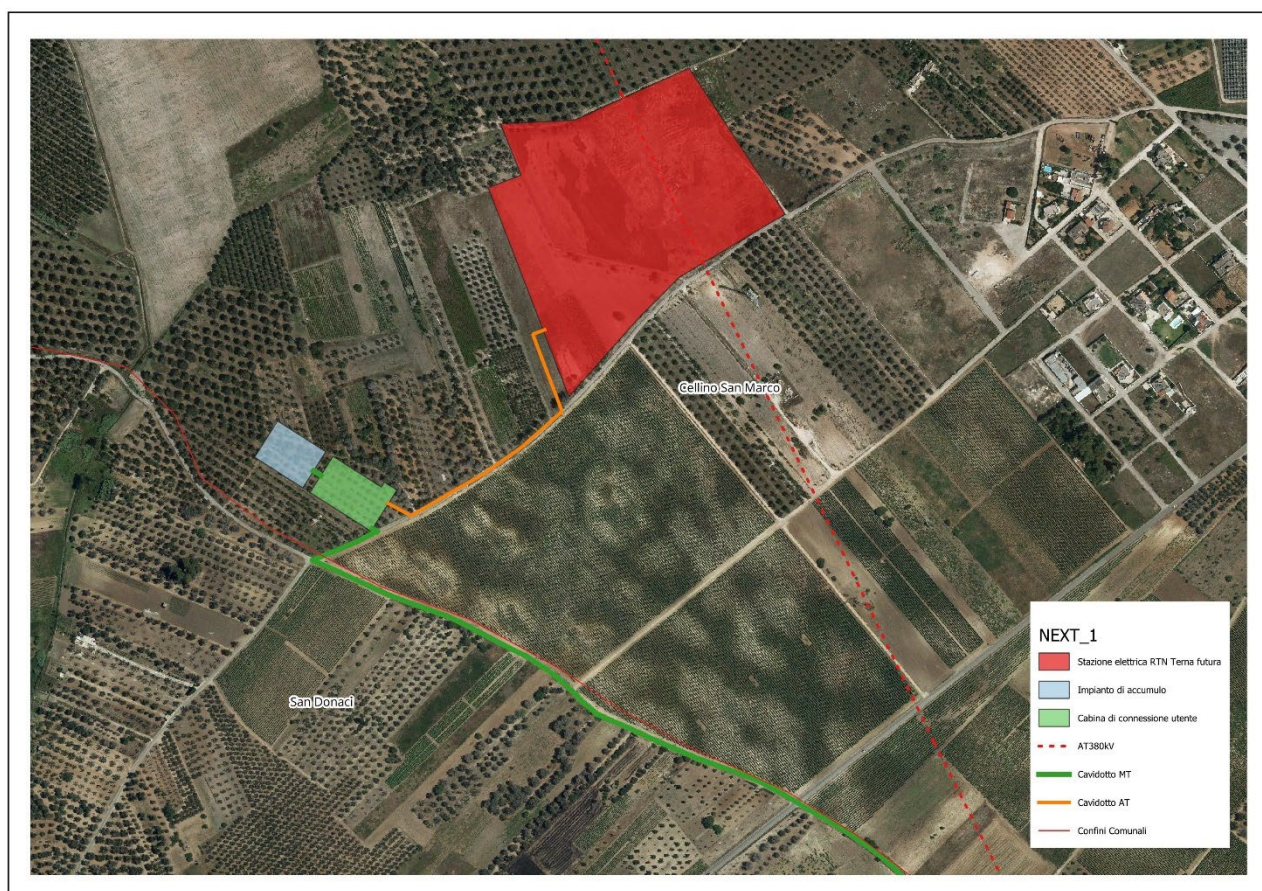 Cellino San Marco
San Donaci
NEXT_1
Stazione elettrica RTN Terna futura
Impianto di accumulo
Cabina di connessione utente
AT380kV
Cavidotto MT
Cavidotto AT
Confini Comunali